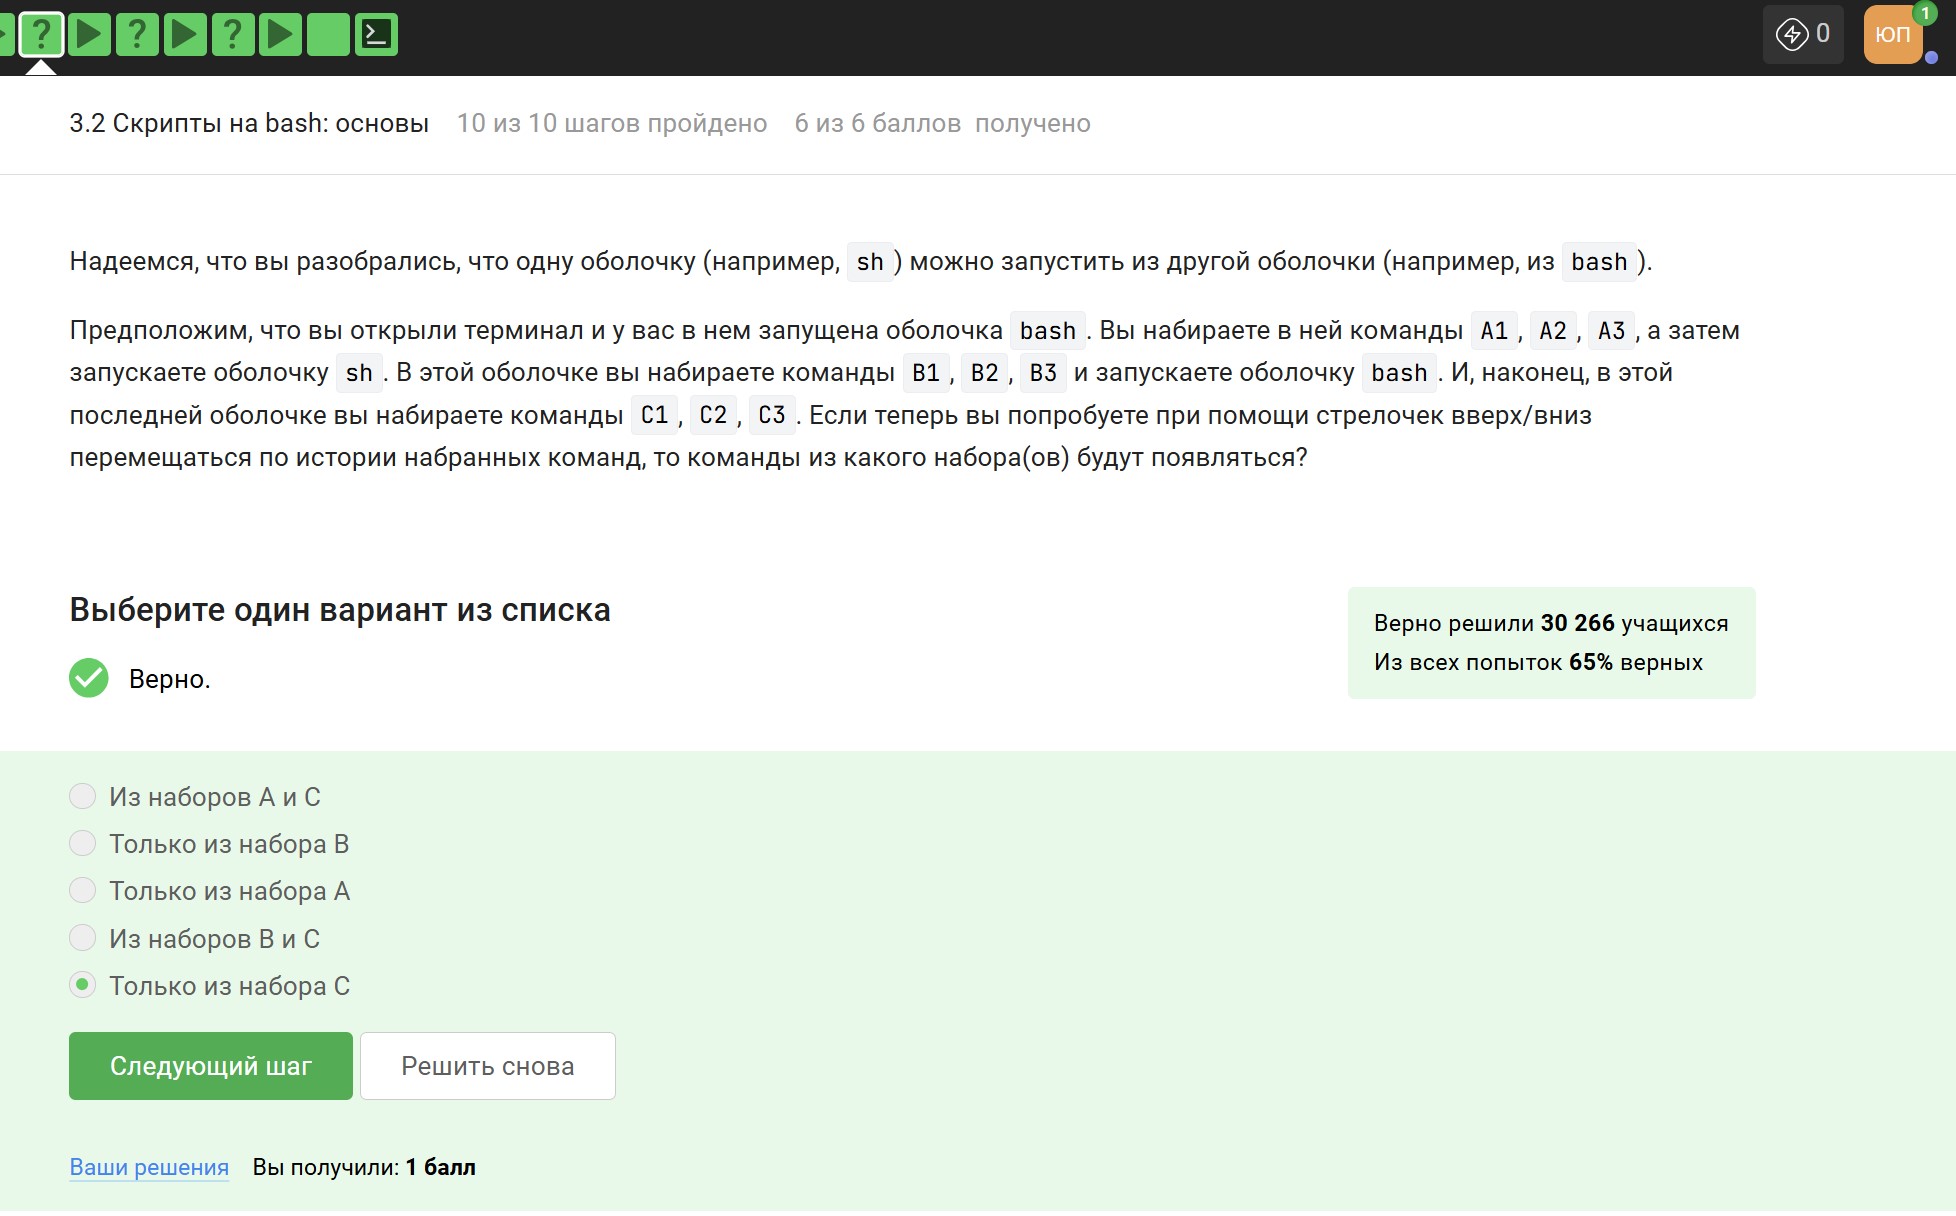 ? ? ? >_ 0 ЮП 1
3.2 Скрипты на bash: основы 10 из 10 шагов пройдено 6 из 6 баллов получено
Надеемся, что вы разобрались, что одну оболочку (например, sh) можно запустить из другой оболочки (например, из bash).
Предположим, что вы открыли терминал и у вас в нем запущена оболочка bash. Вы набираете в ней команды A1, A2, A3, а затем
запускаете оболочку sh. В этой оболочке вы набираете команды B1, B2, B3 и запускаете оболочку bash. И, наконец, в этой
последней оболочке вы набираете команды C1, C2, C3. Если теперь вы попробуете при помощи стрелочек вверх/вниз
перемещаться по истории набранных команд, то команды из какого набора(ов) будут появляться?
Выберите один вариант из списка
Верно.
Верно решили 30 266 учащихся
Из всех попыток 65% верных
Из наборов A и C
Только из набора B
Только из набора A
Из наборов B и C
Только из набора C
Следующий шаг Решить снова
Ваши решения Вы получили: 1 балл